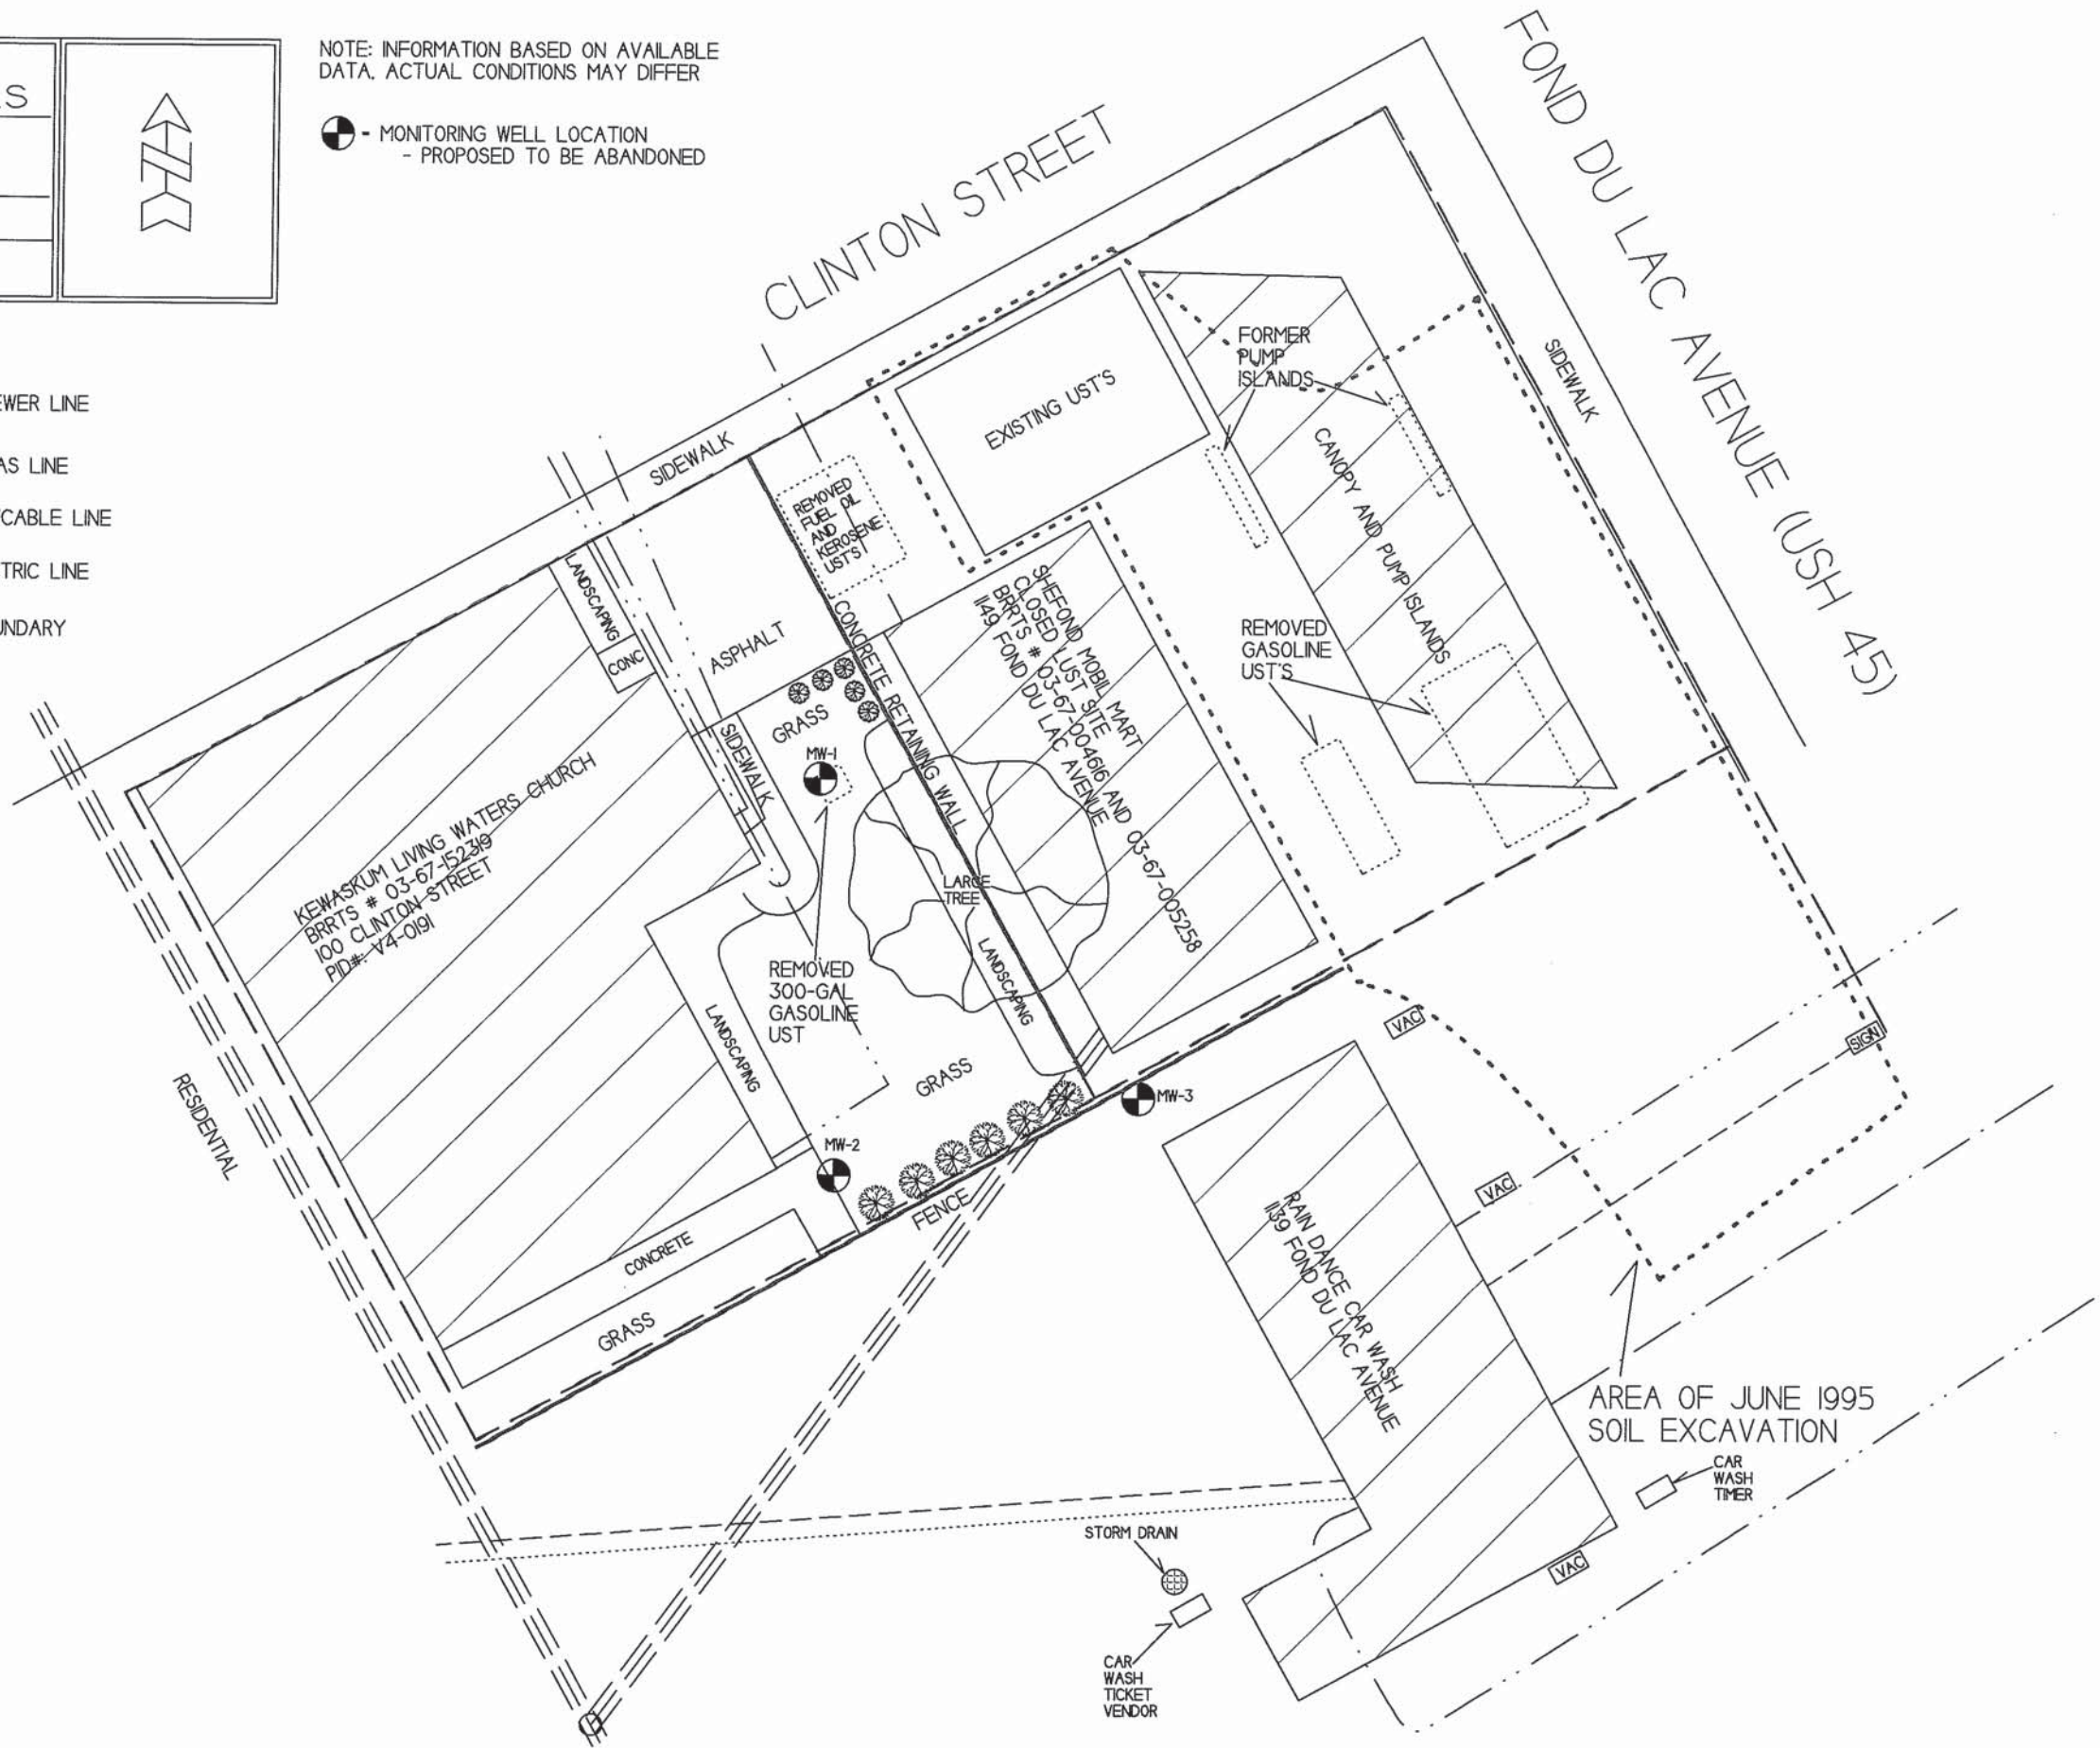 NOTE: INFORMATION BASED ON AVAILABLE
DATA. ACTUAL CONDITIONS MAY DIFFER
- MONITORING WELL LOCATION
- PROPOSED TO BE ABANDONED
N
FOND DU LAC AVENUE (USH 45)
CLINTON STREET
SIDEWALK
SIDEWALK
FORMER
PUMP
ISLANDS
EXISTING UST'S
CANOPY AND PUMP ISLANDS
REMOVED
FUEL OIL
AND
KEROSENE
UST'S
LANDSCAPING
CONC
ASPHALT
CONCRETE RETAINING WALL
SHEFOND MOBIL MART
CLOSED LUST SITE
BRRTS # 03-67-004616 AND 03-67-005258
1149 FOND DU LAC AVENUE
REMOVED
GASOLINE
UST'S
GRASS
SIDEWALK
MW-1
KEWASKUM LIVING WATERS CHURCH
BRRTS # 03-67-152319
100 CLINTON STREET
PID#: V4-0191
LARGE
TREE
LANDSCAPING
REMOVED
300-GAL
GASOLINE
UST
LANDSCAPING
GRASS
RESIDENTIAL
MW-2
MW-3
VAC
SIGN
VAC
FENCE
CONCRETE
GRASS
RAIN DANCE CAR WASH
1139 FOND DU LAC AVENUE
AREA OF JUNE 1995
SOIL EXCAVATION
CAR
WASH
TIMER
STORM DRAIN
VAC
CAR
WASH
TICKET
VENDOR
S
EWER LINE
AS LINE
CABLE LINE
TRIC LINE
UNDARY